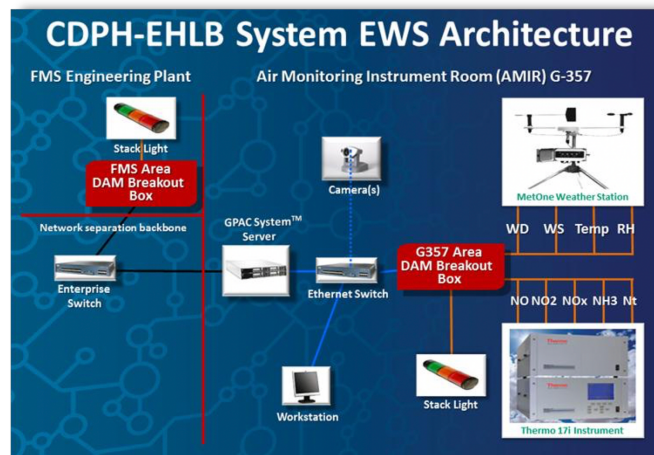 CDPH-EHLB System EWS Architecture
FMS Engineering Plant
Air Monitoring Instrument Room (AMIR) G-357
Stack Light
FMS Area
DAM Breakout
Box
Network separation backbone
Enterprise
Switch
GPAC System™
Server
Camera(s)
Ethernet Switch
Workstation
G357 Area
DAM Breakout
Box
Stack Light
MetOne Weather Station
WD WS Temp RH
NO NO2 NOx NH3 Nt
Thermo
Thermo 17i Instrument